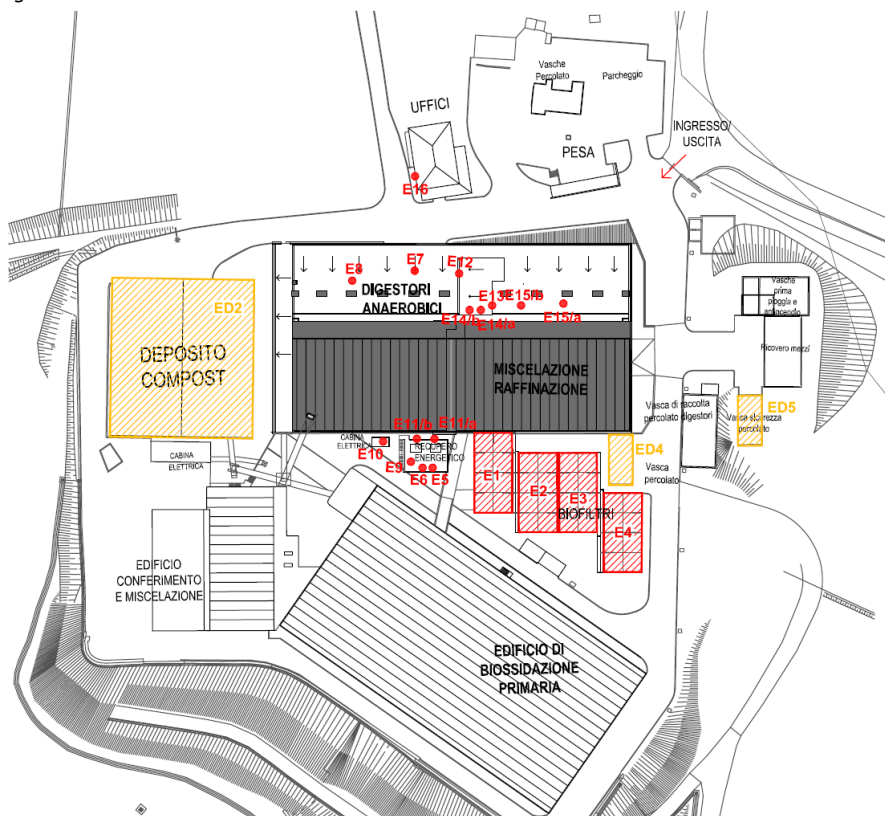 Vasche
Percolato
Parcheggio
UFFICI
INGRESSO/
USCITA
PESA
E16
E8
E7
E12
DIGESTORI
ANAEROBICI
E13
E15/b
E15/a
E14/b
E14/a
ED2
DEPOSITO
COMPOST
MISCELAZIONE
RAFFINAZIONE
Vasche
prima
pioggia e
Ricovero mezzi
Vasca di raccolta
percolato digestori
ED5
Vasca sicurezza
percolato
ED4
Vasca
percolato
CABINA
ELETTRICA
CABINA
ELETTRICA
E10
E11/b
E11/a
RECUPERO
ENERGETICO
E9
E6
E5
E1
E2
E3
BIOFILTRI
E4
EDIFICIO
CONFERIMENTO
E MISCELAZIONE
EDIFICIO DI
BIOSSIDAZIONE
PRIMARIA